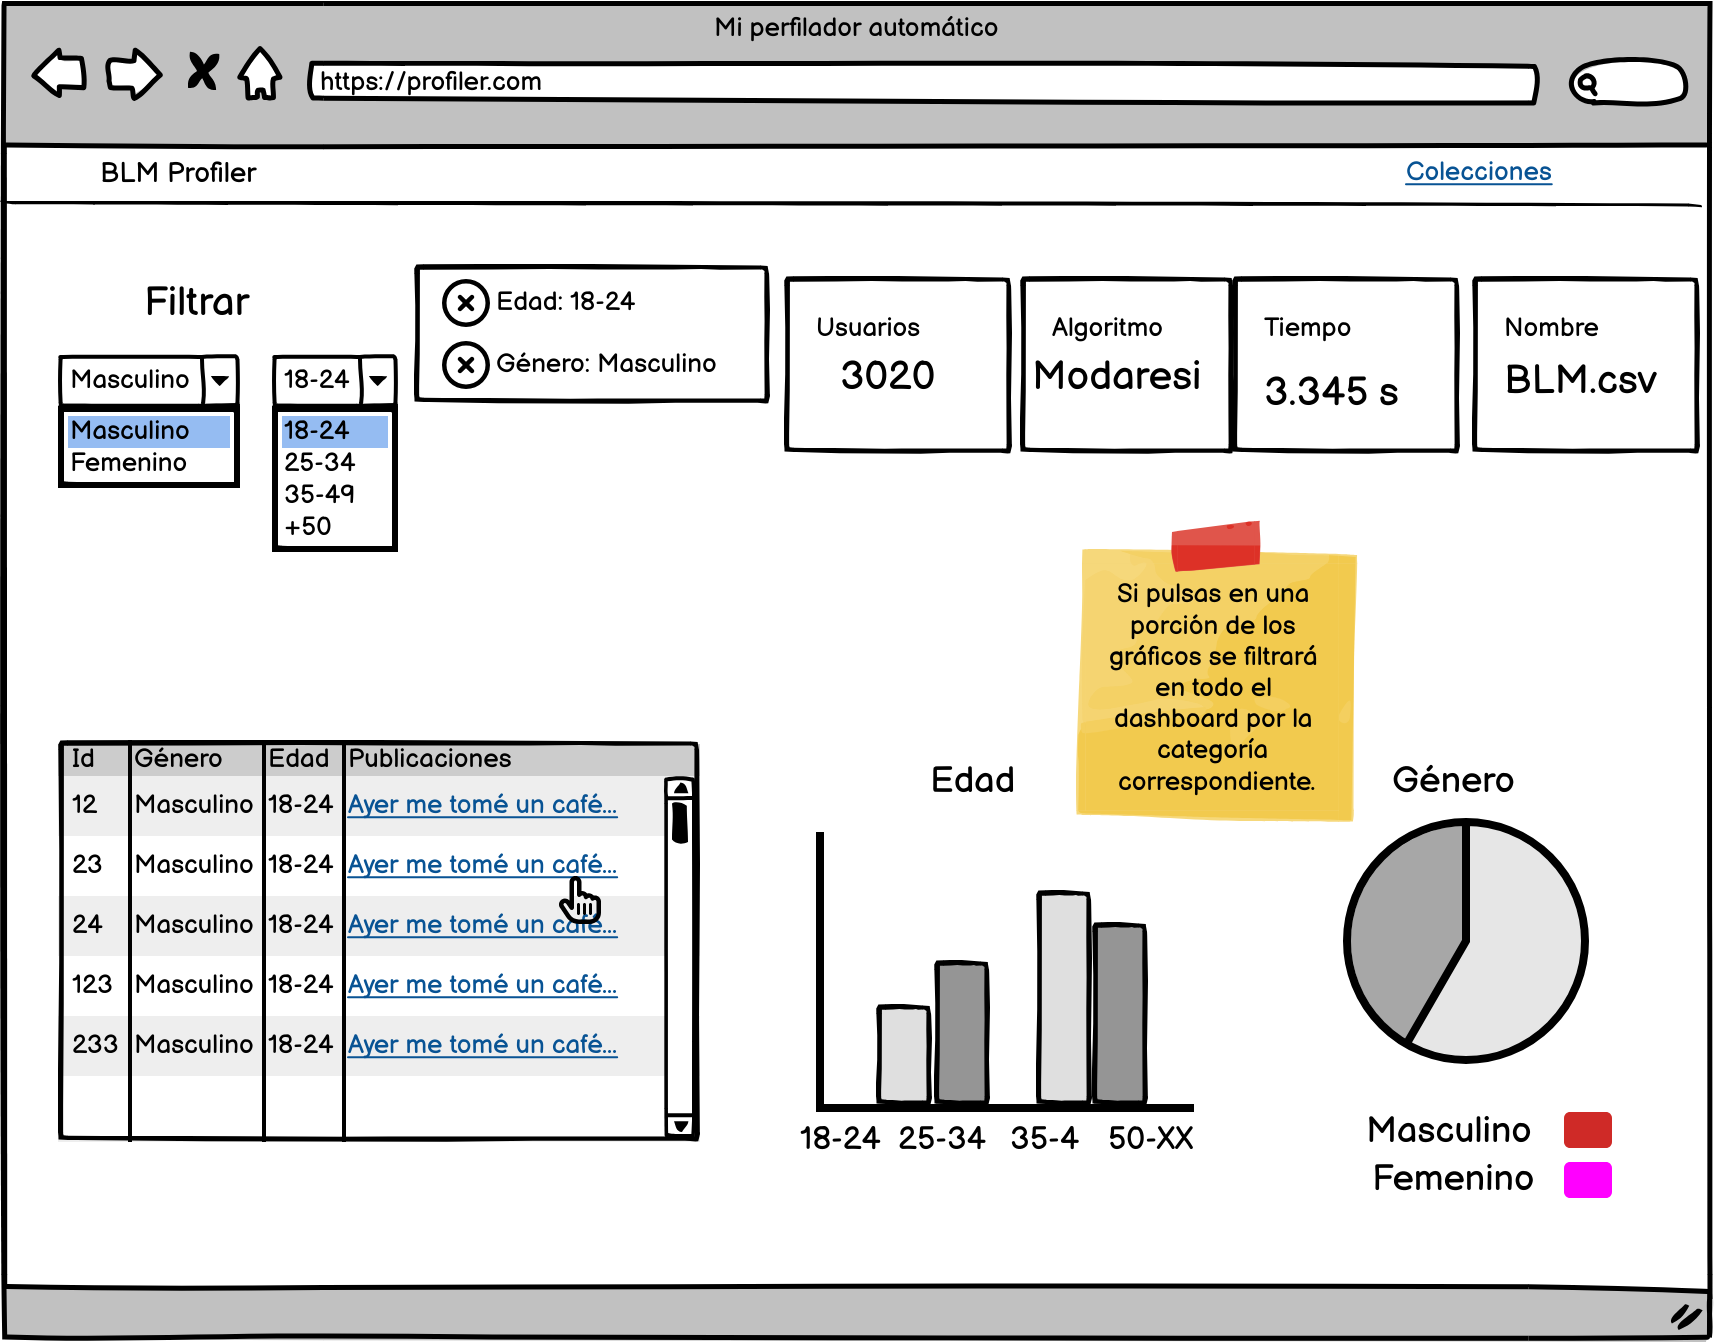 Mi perfilador automático
https://profiler.com
BLM Profiler
Colecciones
Filtrar
Masculino
Masculino
Femenino
18-24
18-24
25-34
35-49
+50
Edad: 18-24
Género: Masculino
Usuarios
3020
Algoritmo
Modaresi
Tiempo
3.345 s
Nombre
BLM.csv
Si pulsas en una
porción de los
gráficos se filtrará
en todo el
dashboard por la
categoría
correspondiente.
Id Género Edad Publicaciones
12 Masculino 18-24 Ayer me tomé un café...
23 Masculino 18-24 Ayer me tomé un café...
24 Masculino 18-24 Ayer me tomé un café...
123 Masculino 18-24 Ayer me tomé un café...
233 Masculino 18-24 Ayer me tomé un café...
Edad
18-24 25-34 35-4 50-XX
Género
Masculino
Femenino